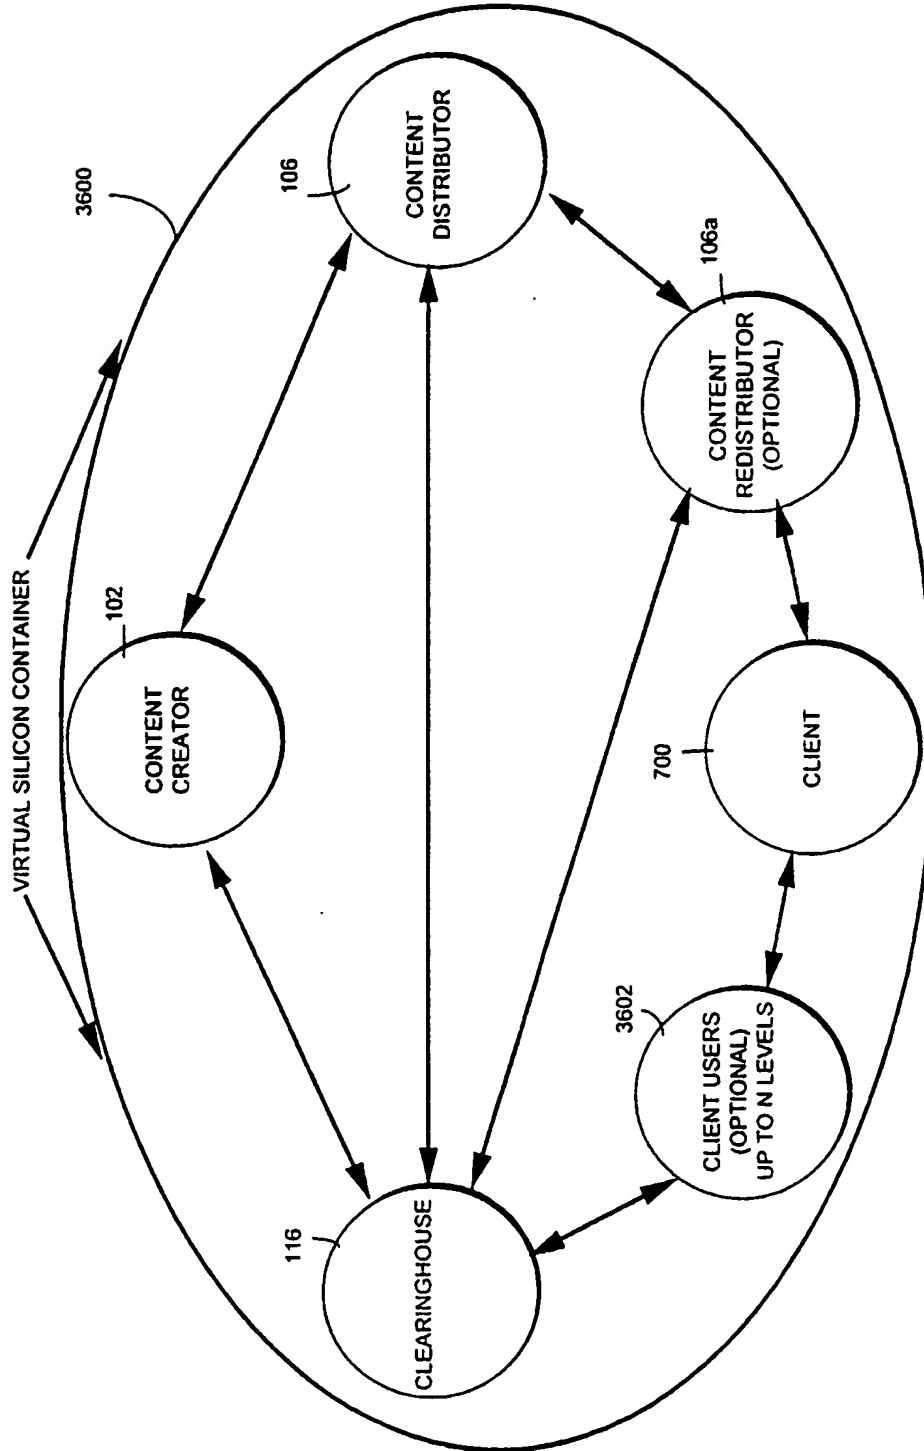 VIRTUAL SILICON CONTAINER
3600
102
CONTENT
CREATOR
106
CONTENT
DISTRIBUTOR
116
CLEARINGHOUSE
106a
CONTENT
REDISTRIBUTOR
(OPTIONAL)
3602
CLIENT USERS
(OPTIONAL)
UP TO N LEVELS
700
CLIENT